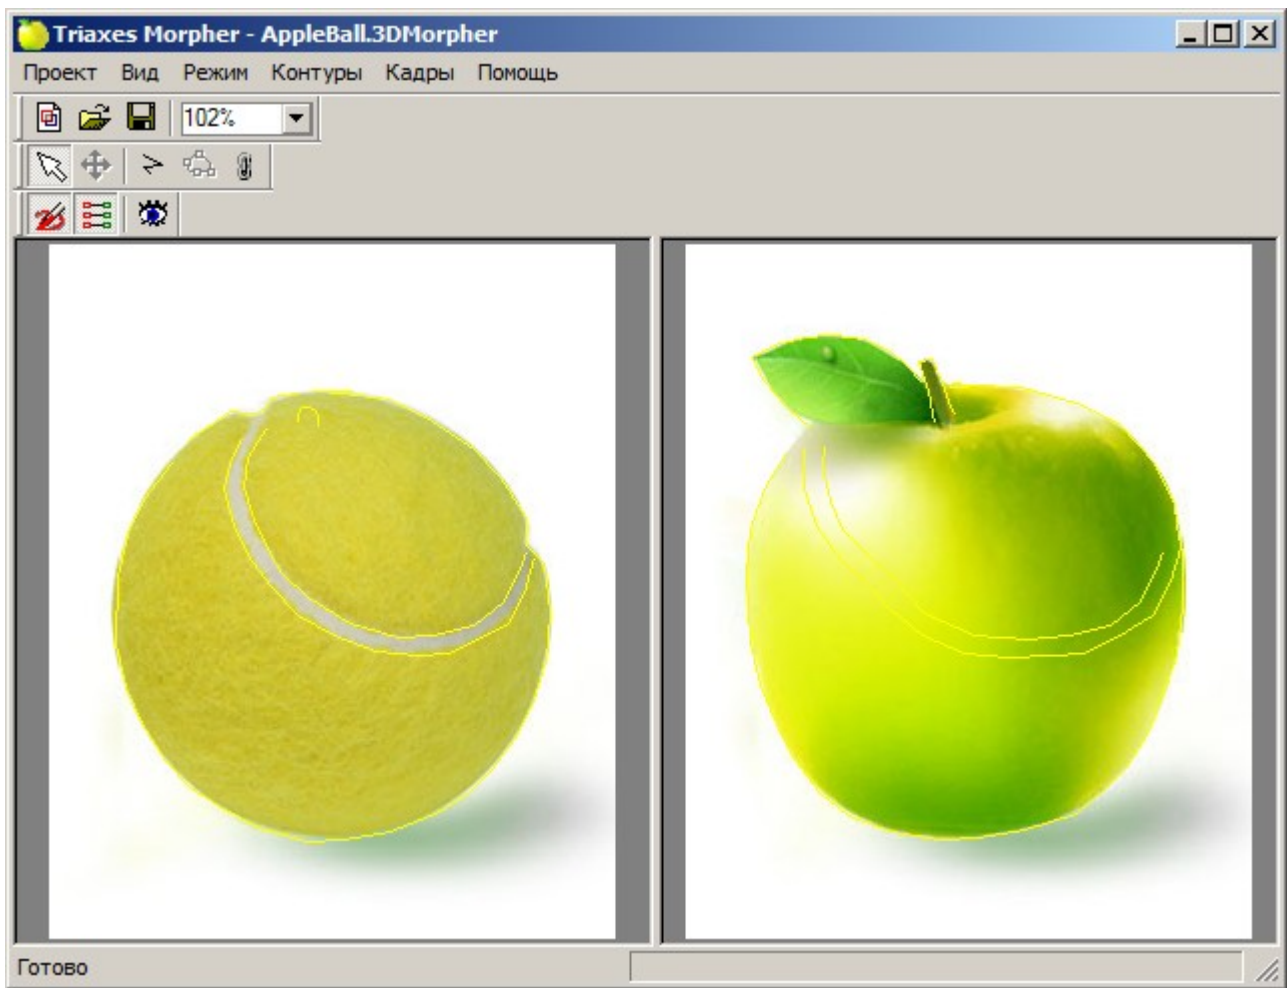 Triaxes Morpher - AppleBall.3DMorpher
Проект Вид Режим Контуры Кадры Помощь
102%
Готово